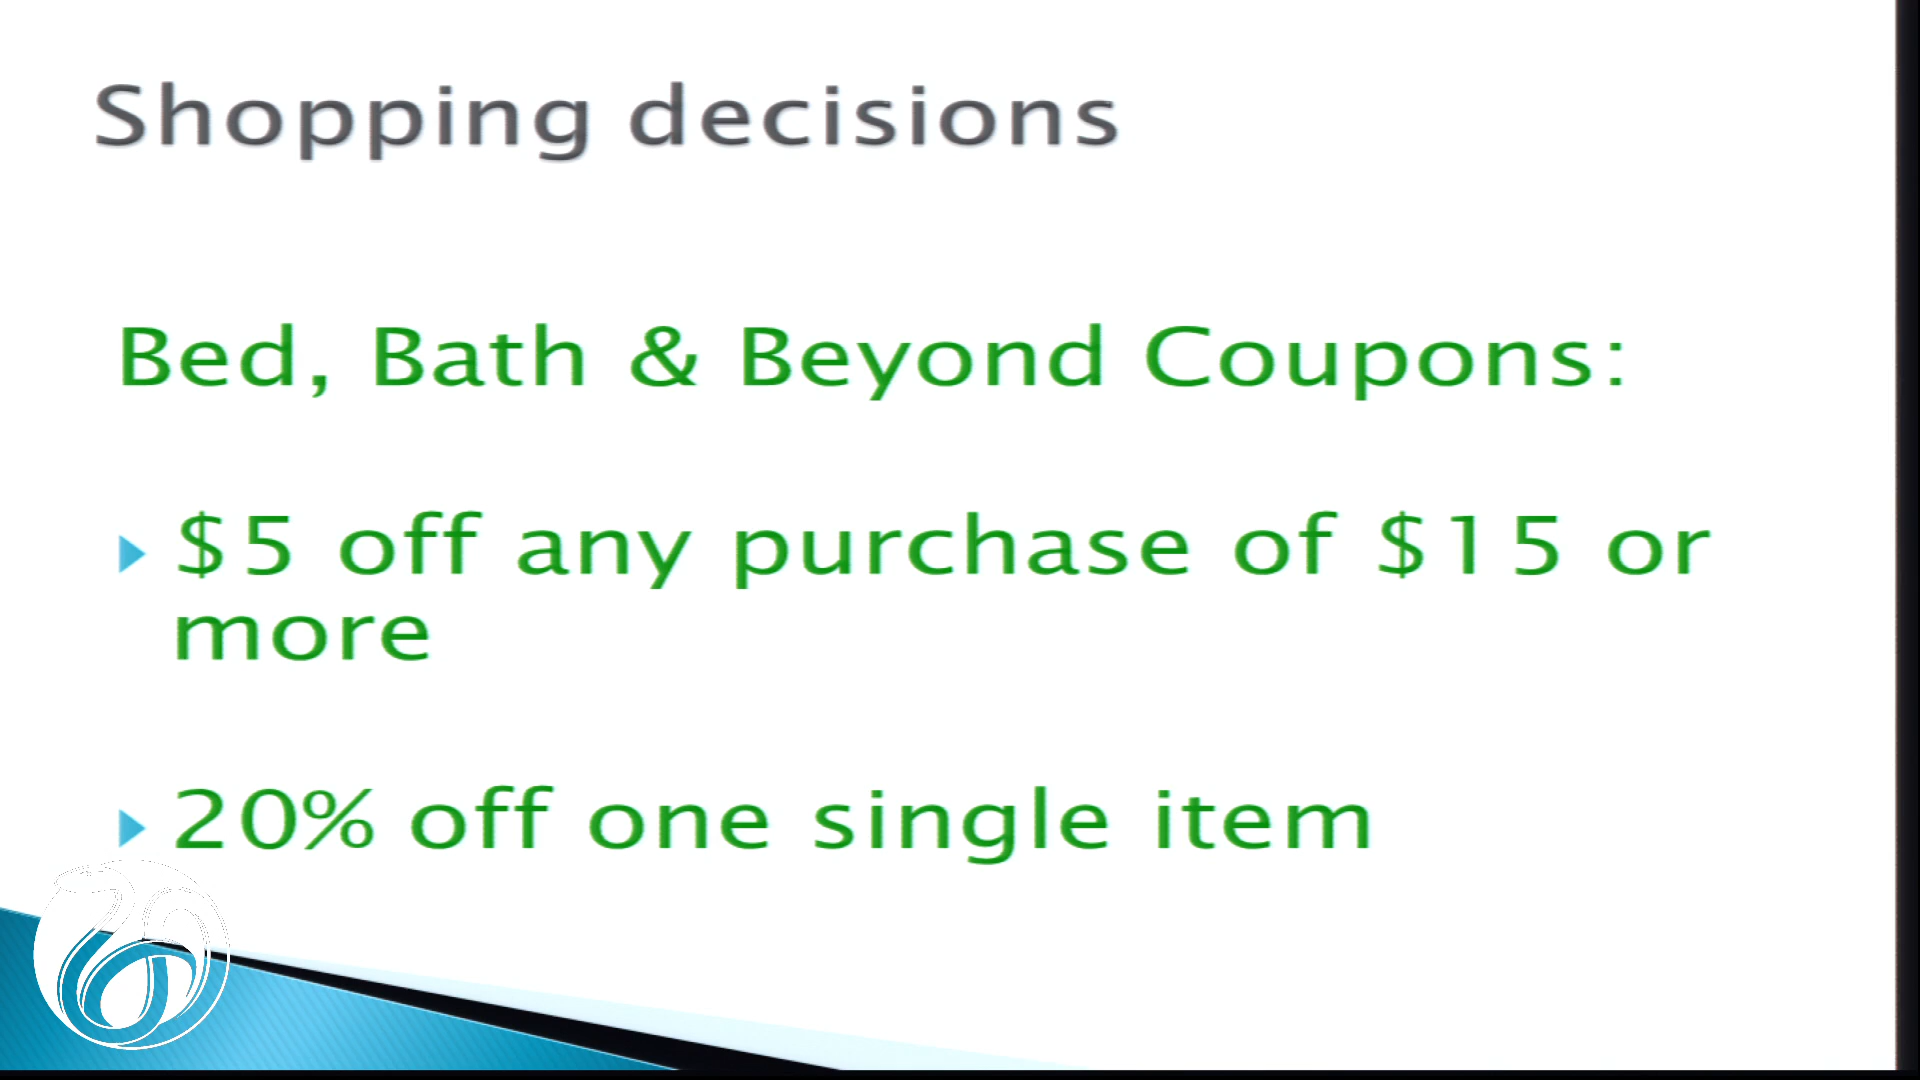 Shopping decisions
Bed, Bath & Beyond Coupons:
$5 off any purchase of $15 or
more
20% off one single item